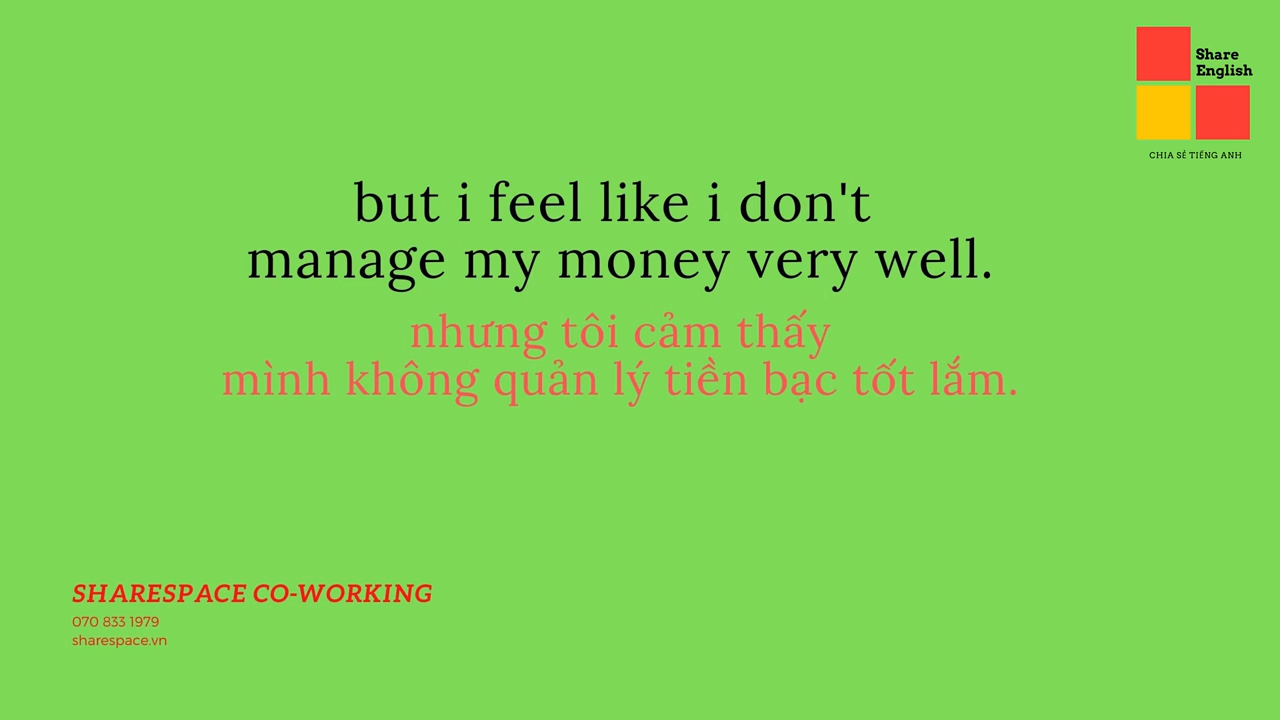 Share
English
CHIA SẺ TIẾNG ANH
but i feel like i don't
manage my money very well.
nhưng tôi cảm thấy
mình không quản lý tiền bạc tốt lắm.
SHARESPACE CO-WORKING
070 833 1979
sharespace.vn